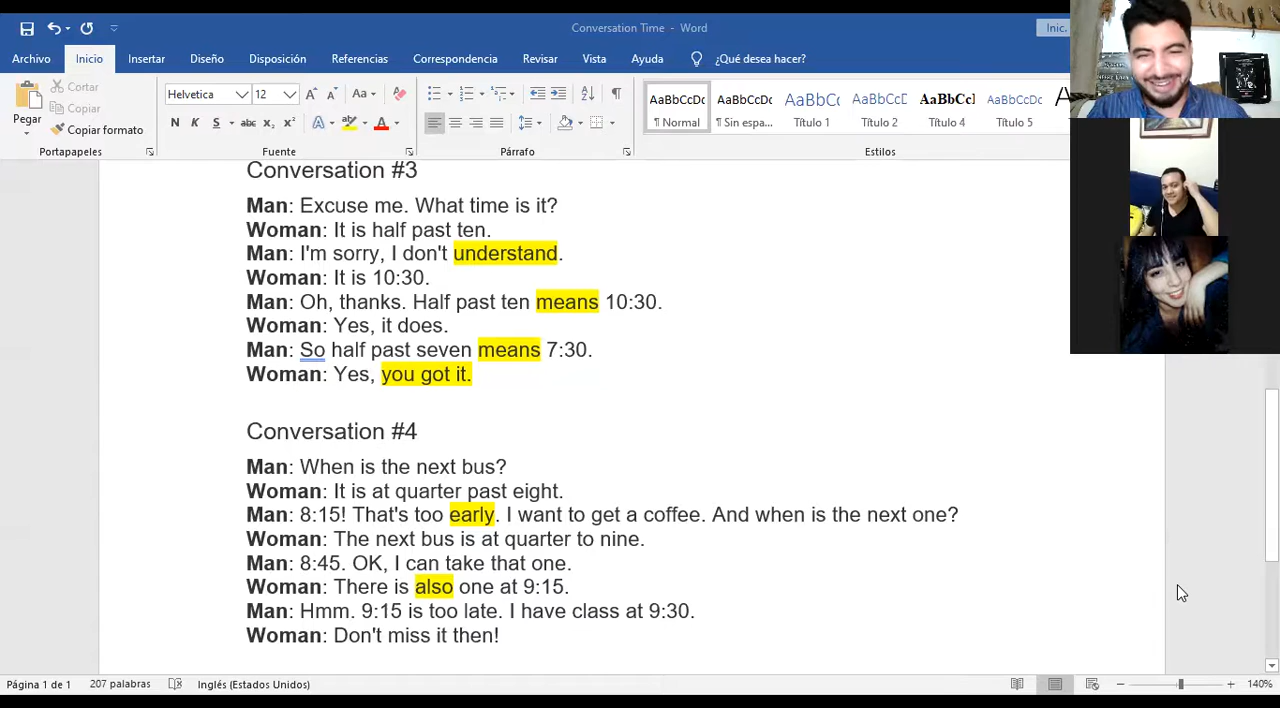 Conversation Time - Word
Inic.
Archivo Inicio Insertar Diseño Disposición Referencias Correspondencia Revisar Vista Ayuda ¿Qué desea hacer?
Pegar
Cortar
Copiar
Copiar formato
Portapapeles
Helvetica 12
N K S abc x₂ x²
Fuente
Párrafo
AaBbCcDc AaBbCcDc AaBbCcD AaBbCcDc AaBbCcI AaBbCcDc
¶ Normal ¶ Sin espa... Título 1 Título 2 Título 4 Título 5
Estilos
Conversation #3
Man: Excuse me. What time is it?
Woman: It is half past ten.
Man: I'm sorry, I don't understand.
Woman: It is 10:30.
Man: Oh, thanks. Half past ten means 10:30.
Woman: Yes, it does.
Man: So half past seven means 7:30.
Woman: Yes, you got it.
Conversation #4
Man: When is the next bus?
Woman: It is at quarter past eight.
Man: 8:15! That's too early. I want to get a coffee. And when is the next one?
Woman: The next bus is at quarter to nine.
Man: 8:45. OK, I can take that one.
Woman: There is also one at 9:15.
Man: Hmm. 9:15 is too late. I have class at 9:30.
Woman: Don't miss it then!
Página 1 de 1 207 palabras Inglés (Estados Unidos) 140%